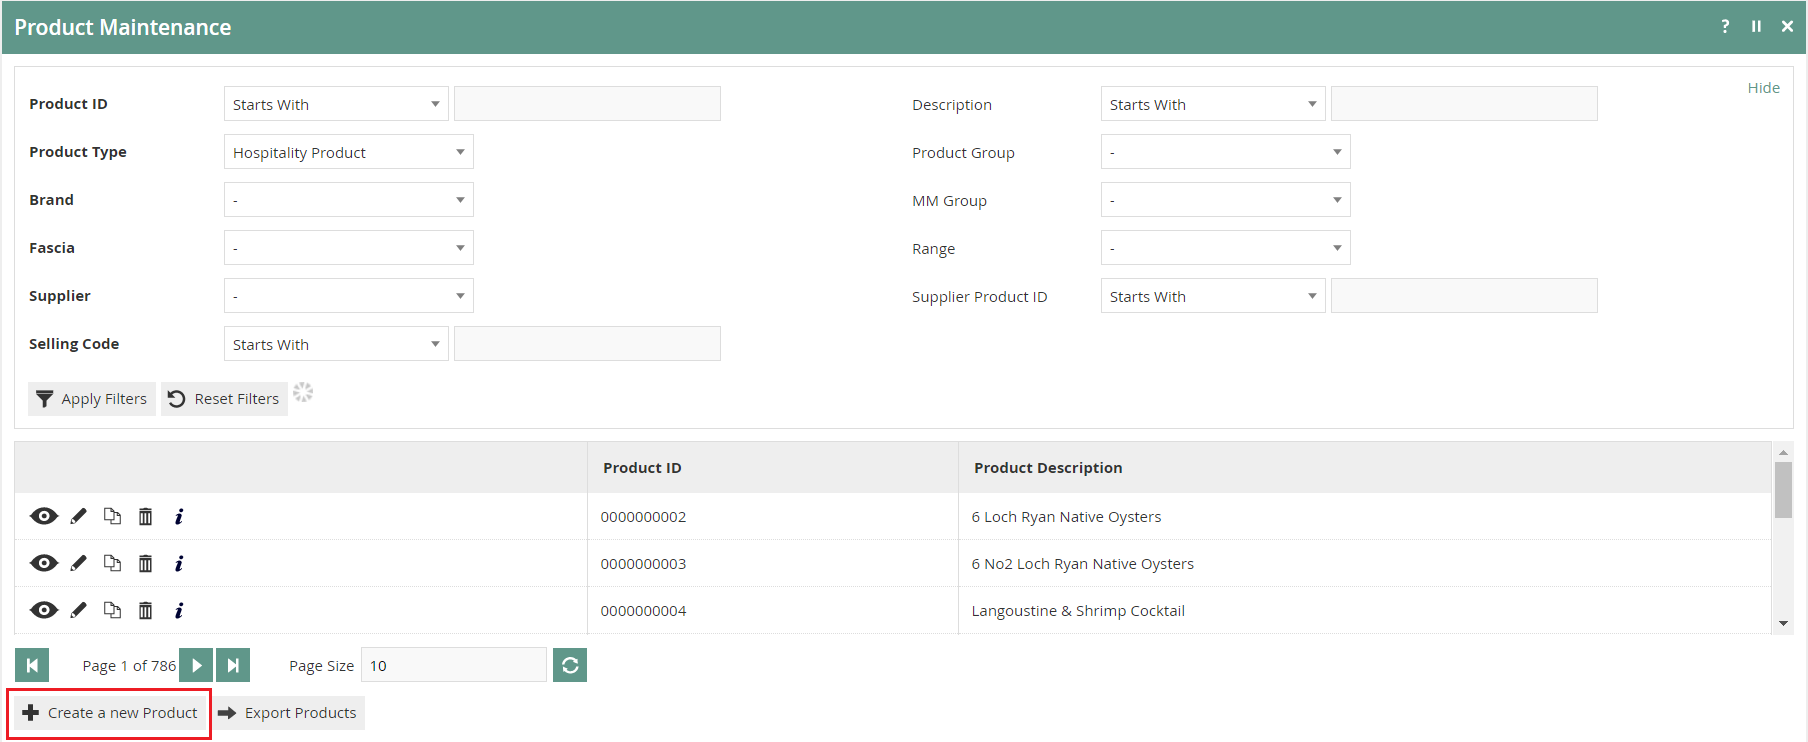 Product Maintenance ? 
Hide
Product ID Starts With Description Starts With
Product Type Hospitality Product Product Group -
Brand - MM Group -
Fascia - Range -
Supplier - Supplier Product ID Starts With
Selling Code Starts With
Apply Filters Reset Filters
Product ID Product Description
i 0000000002 6 Loch Ryan Native Oysters
i 0000000003 6 No2 Loch Ryan Native Oysters
i 0000000004 Langoustine & Shrimp Cocktail
Page 1 of 786 Page Size 10
Create a new Product Export Products